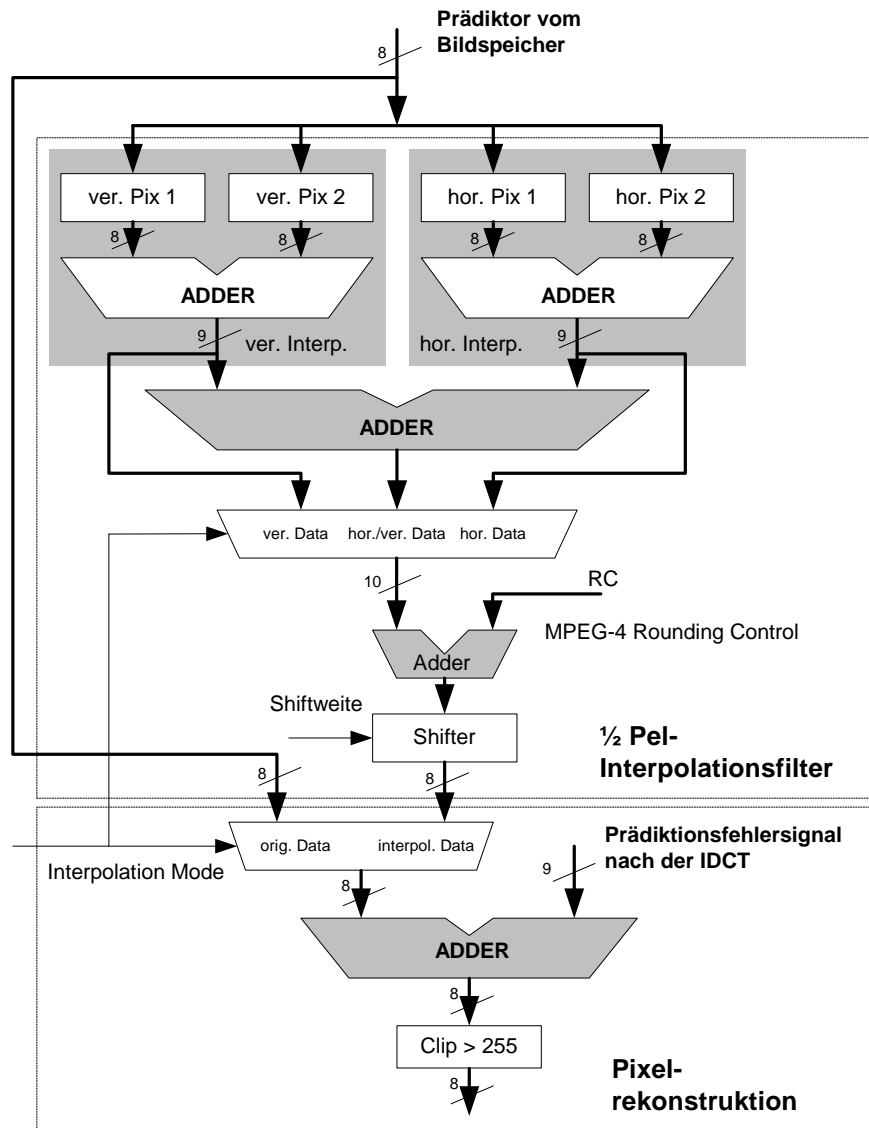 Prädiktor vom
Bildspeicher
8
ver. Pix 1
ver. Pix 2
hor. Pix 1
hor. Pix 2
8
8
8
8
ADDER
ADDER
9
ver. Interp.
hor. Interp.
9
ADDER
ver. Data
hor./ver. Data
hor. Data
10
RC
MPEG-4 Rounding Control
Adder
Shiftweite
Shifter
½ Pel-
Interpolationsfilter
8
8
orig. Data
interpol. Data
Interpolation Mode
Prädiktionsfehlersignal
nach der IDCT
8
9
ADDER
8
Clip > 255
8
Pixel-
rekonstruktion